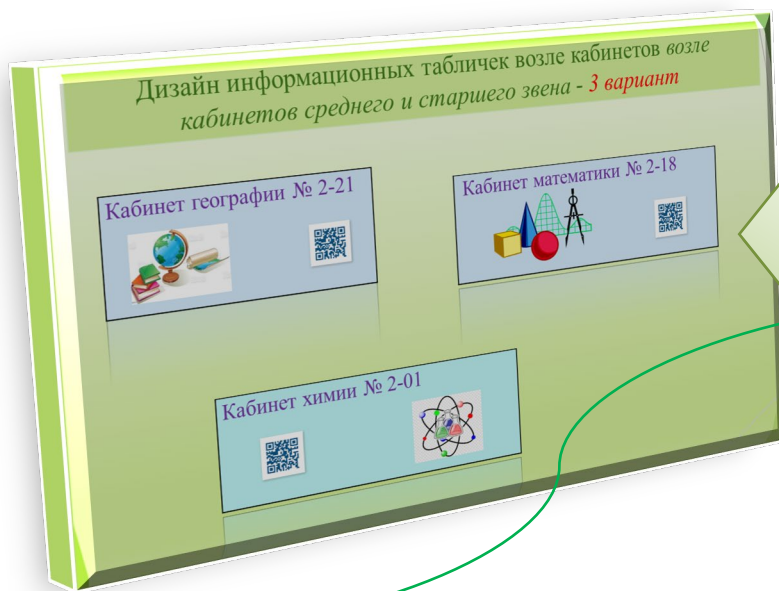 Дизайн информационных табличек возле кабинетов возле
кабинетов среднего и старшего звена - 3 вариант
Кабинет географии № 2-21
Кабинет математики № 2-18
Кабинет химии № 2-01